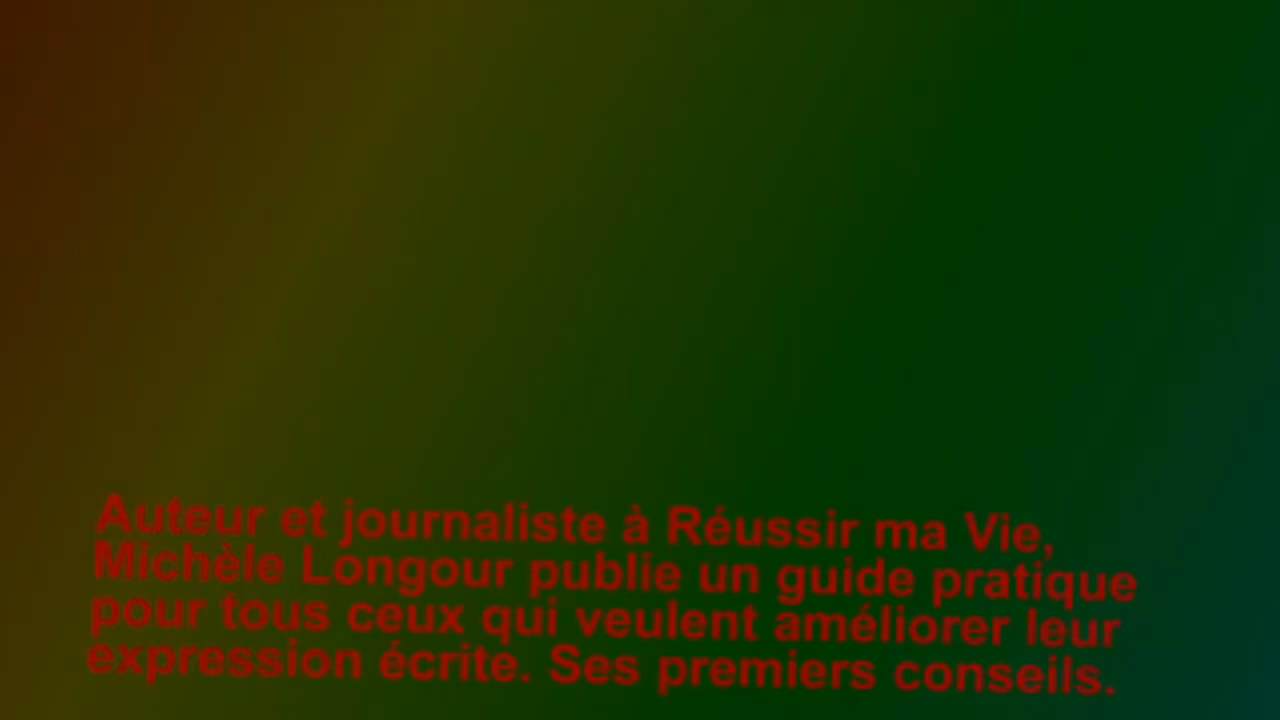 Auteur et journaliste à Réussir ma Vie,
Michèle Longour publie un guide pratique
pour tous ceux qui veulent améliorer leur
expression écrite. Ses premiers conseils.